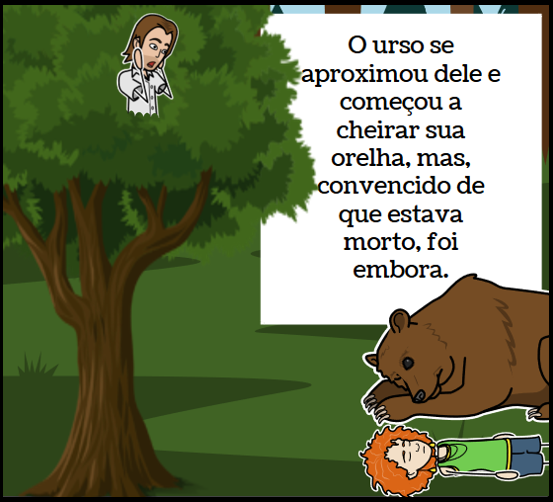 O urso se
aproximou dele e
começou a
cheirar sua
orelha, mas,
convencido de
que estava
morto, foi
embora.